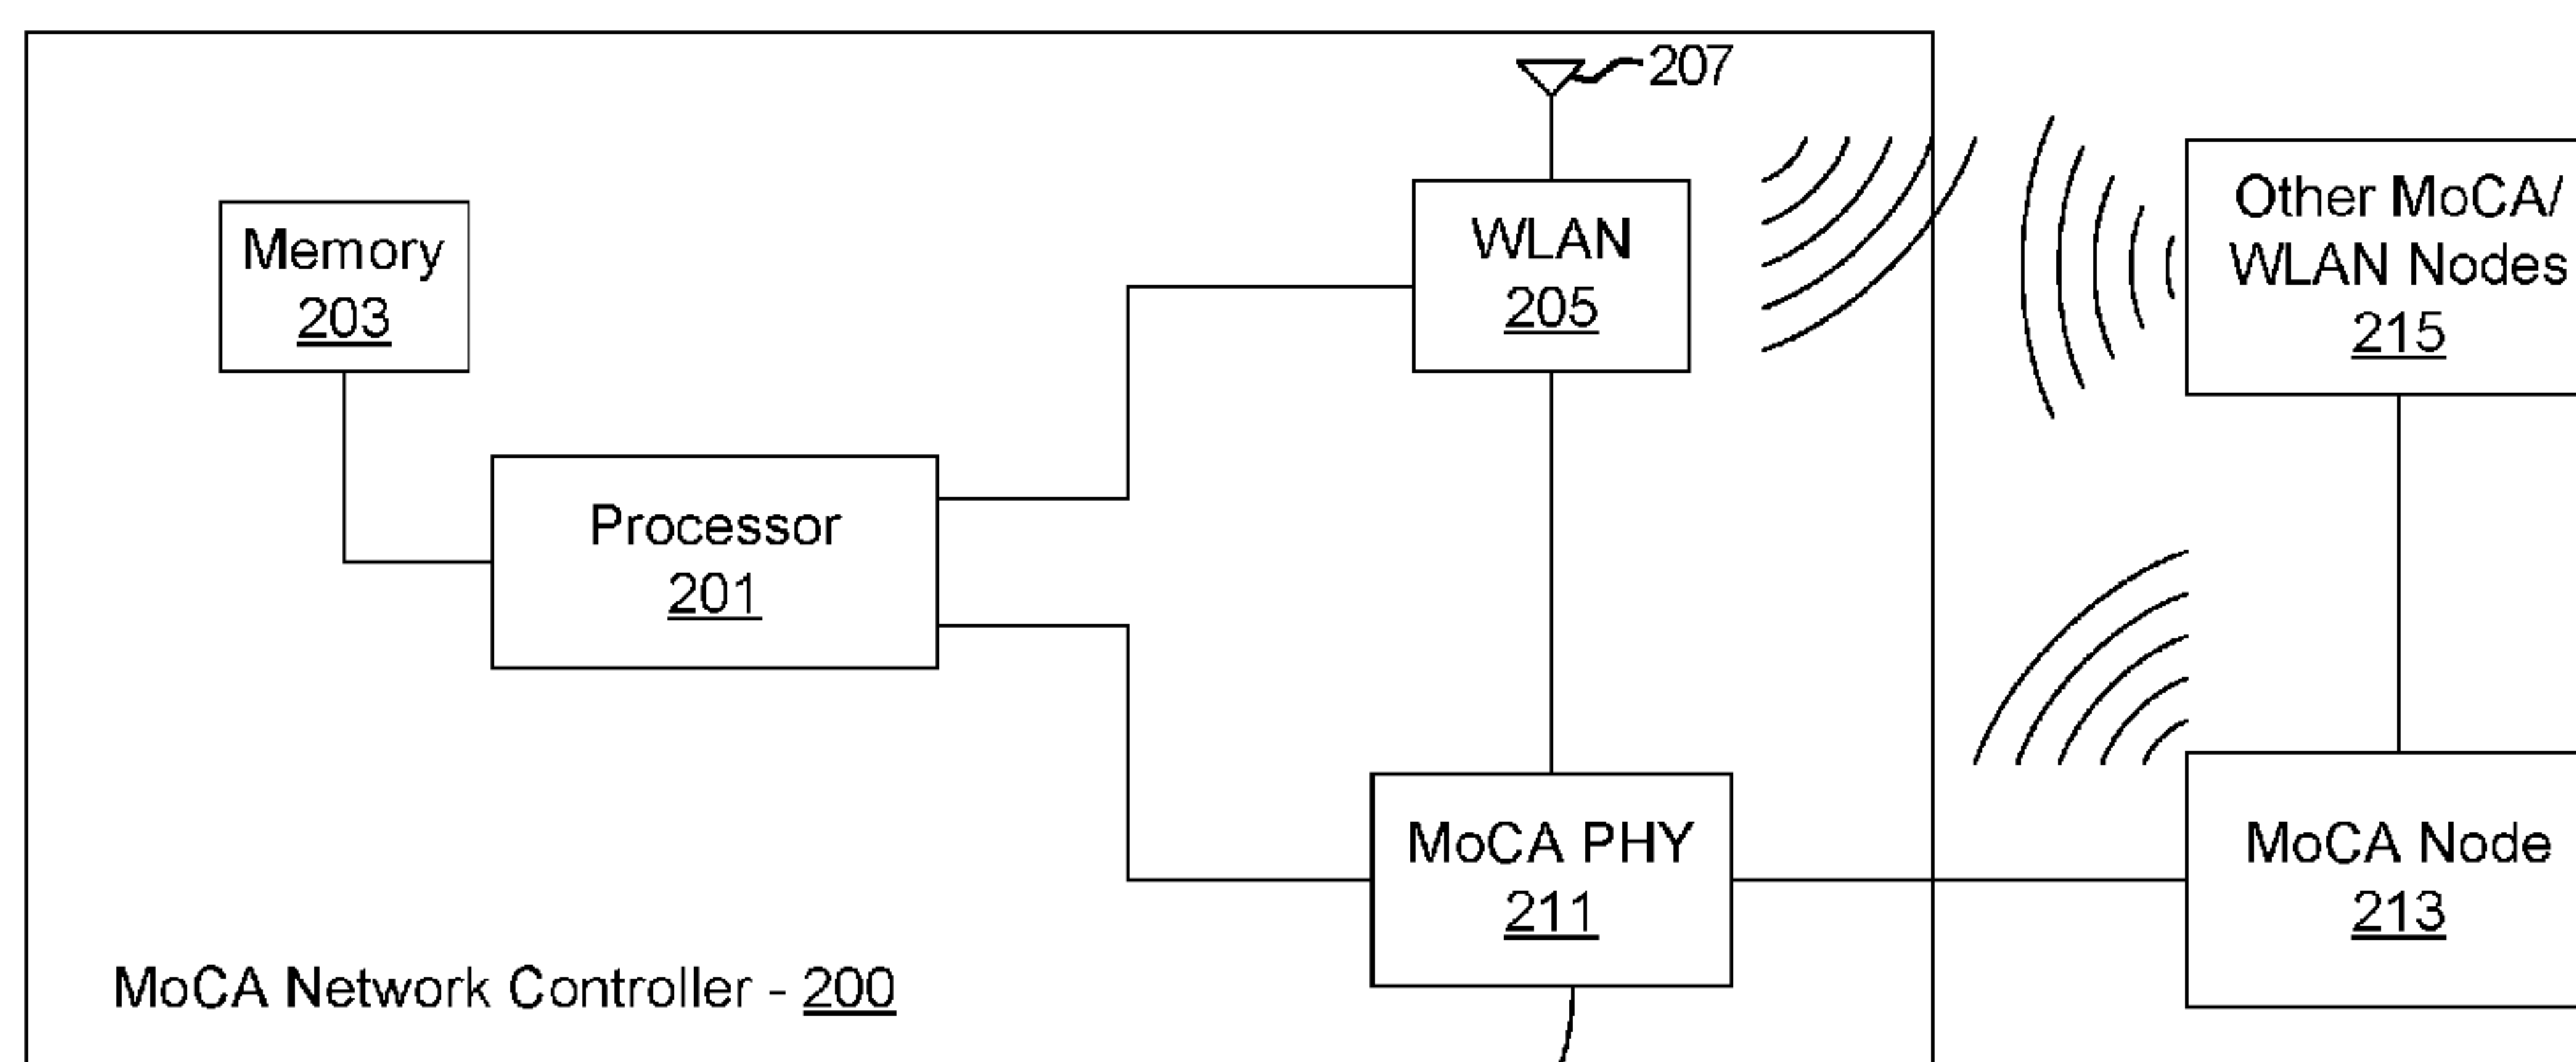 207
Memory
203
WLAN
205
Other MoCA/
WLAN Nodes
215
Processor
201
MoCA PHY
211
MoCA Node
213
MoCA Network Controller - 200